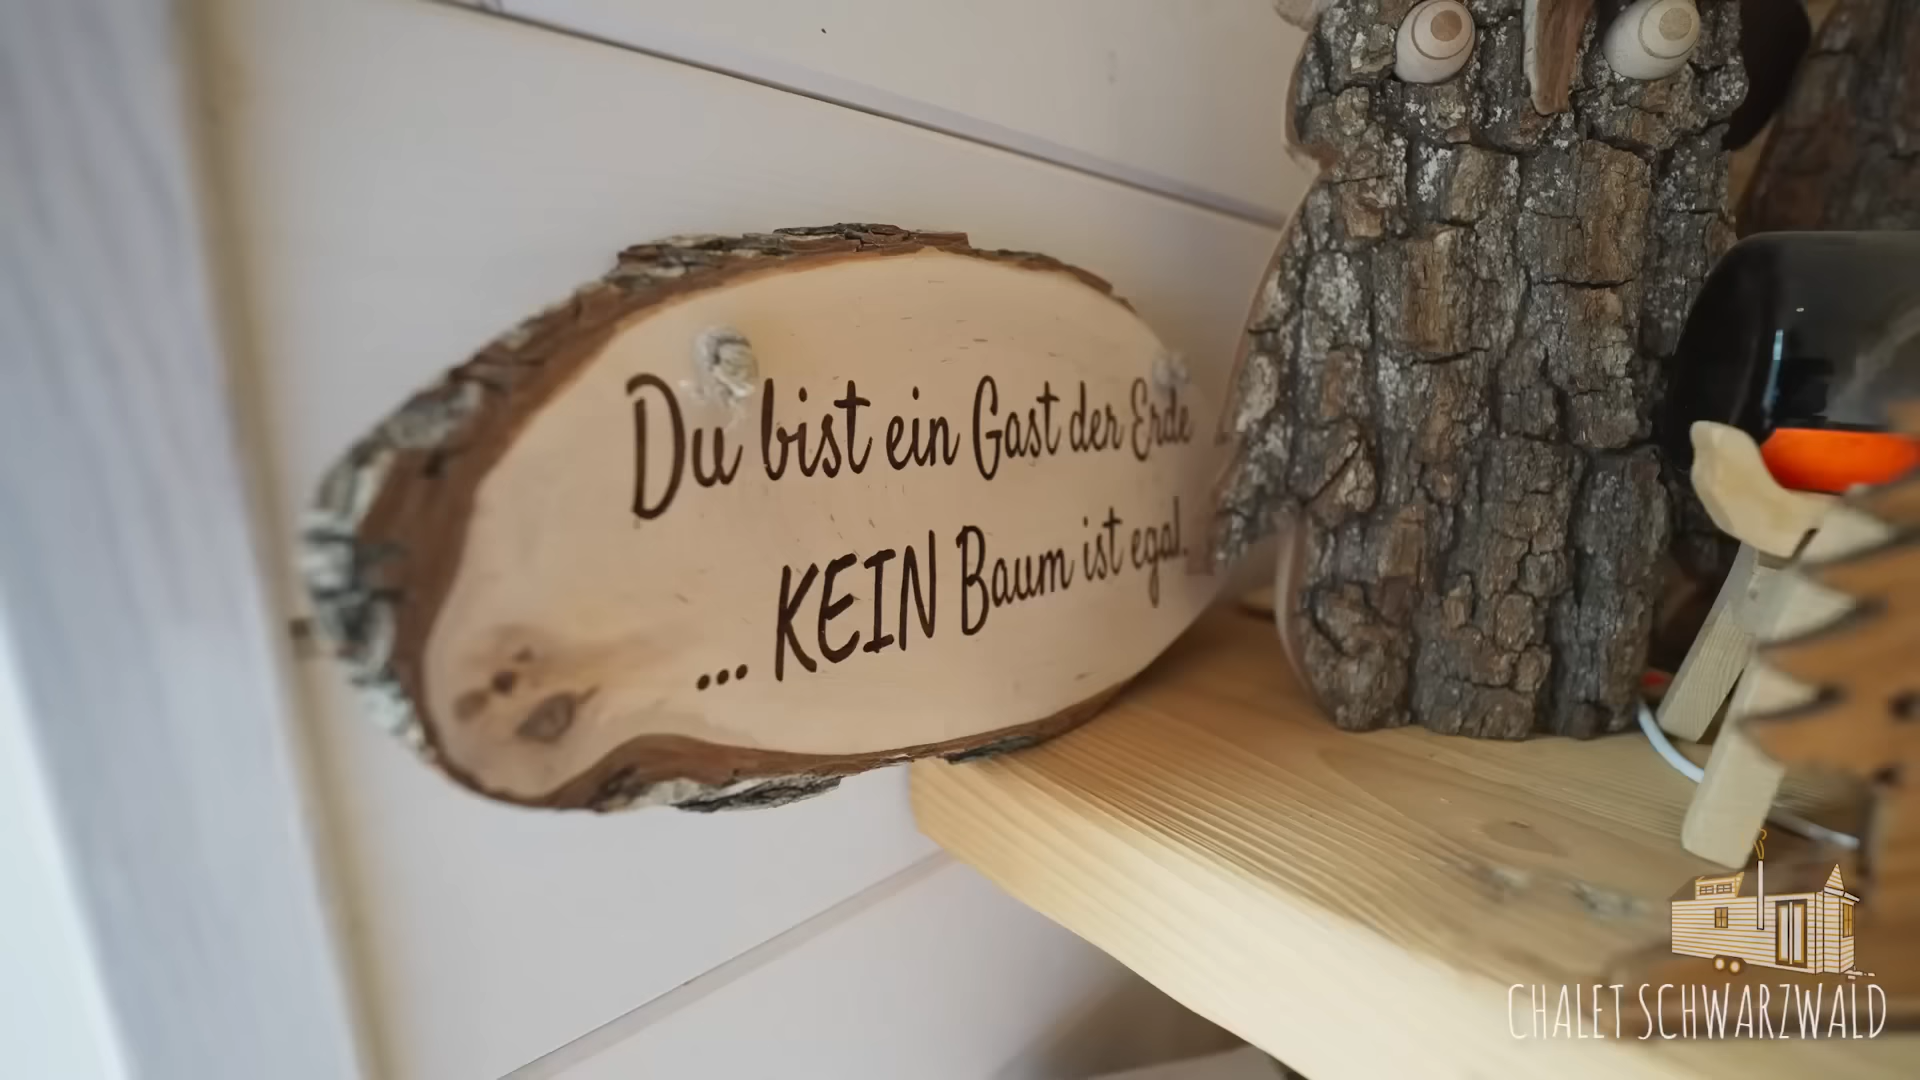 Du bist ein Gast der Erde
... KEIN Baum ist egal.
CHALET SCHWARZWALD